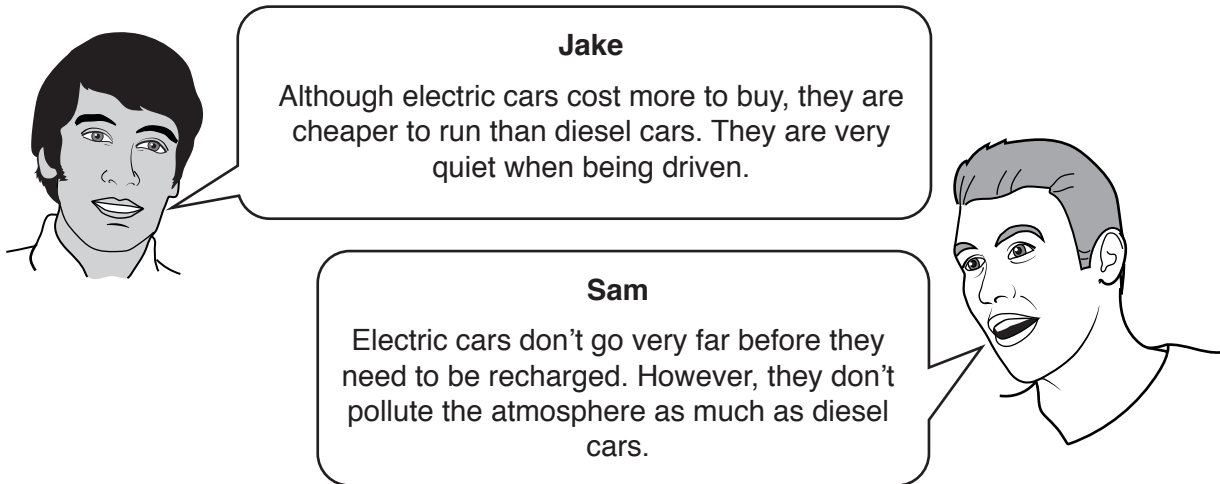 Jake
Although electric cars cost more to buy, they are
cheaper to run than diesel cars. They are very
quiet when being driven.
Sam
Electric cars don’t go very far before they
need to be recharged. However, they don’t
pollute the atmosphere as much as diesel
cars.